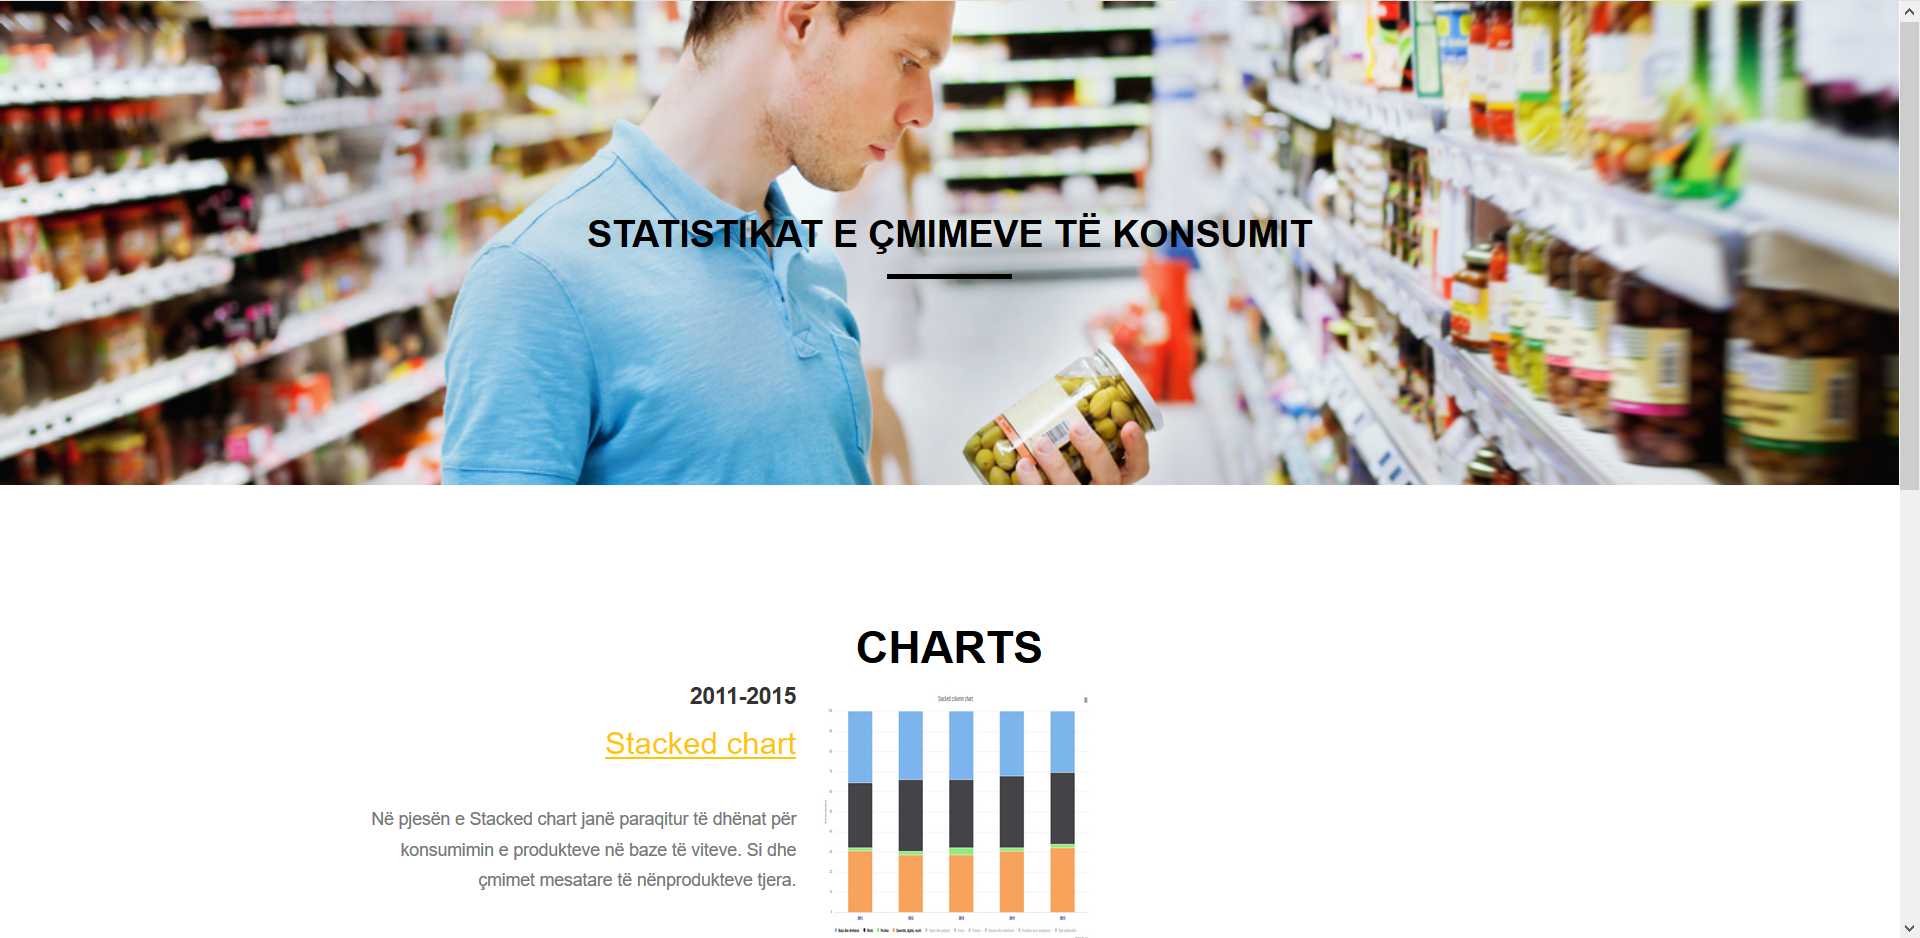 STATISTIKAT E ÇMIMEVE TË KONSUMIT
CHARTS
2011-2015
Stacked chart
Në pjesën e Stacked chart janë paraqitur të dhënat për
konsumimin e produkteve në baze të viteve. Si dhe
çmimet mesatare të nënprodukteve tjera.
Stacked column chart